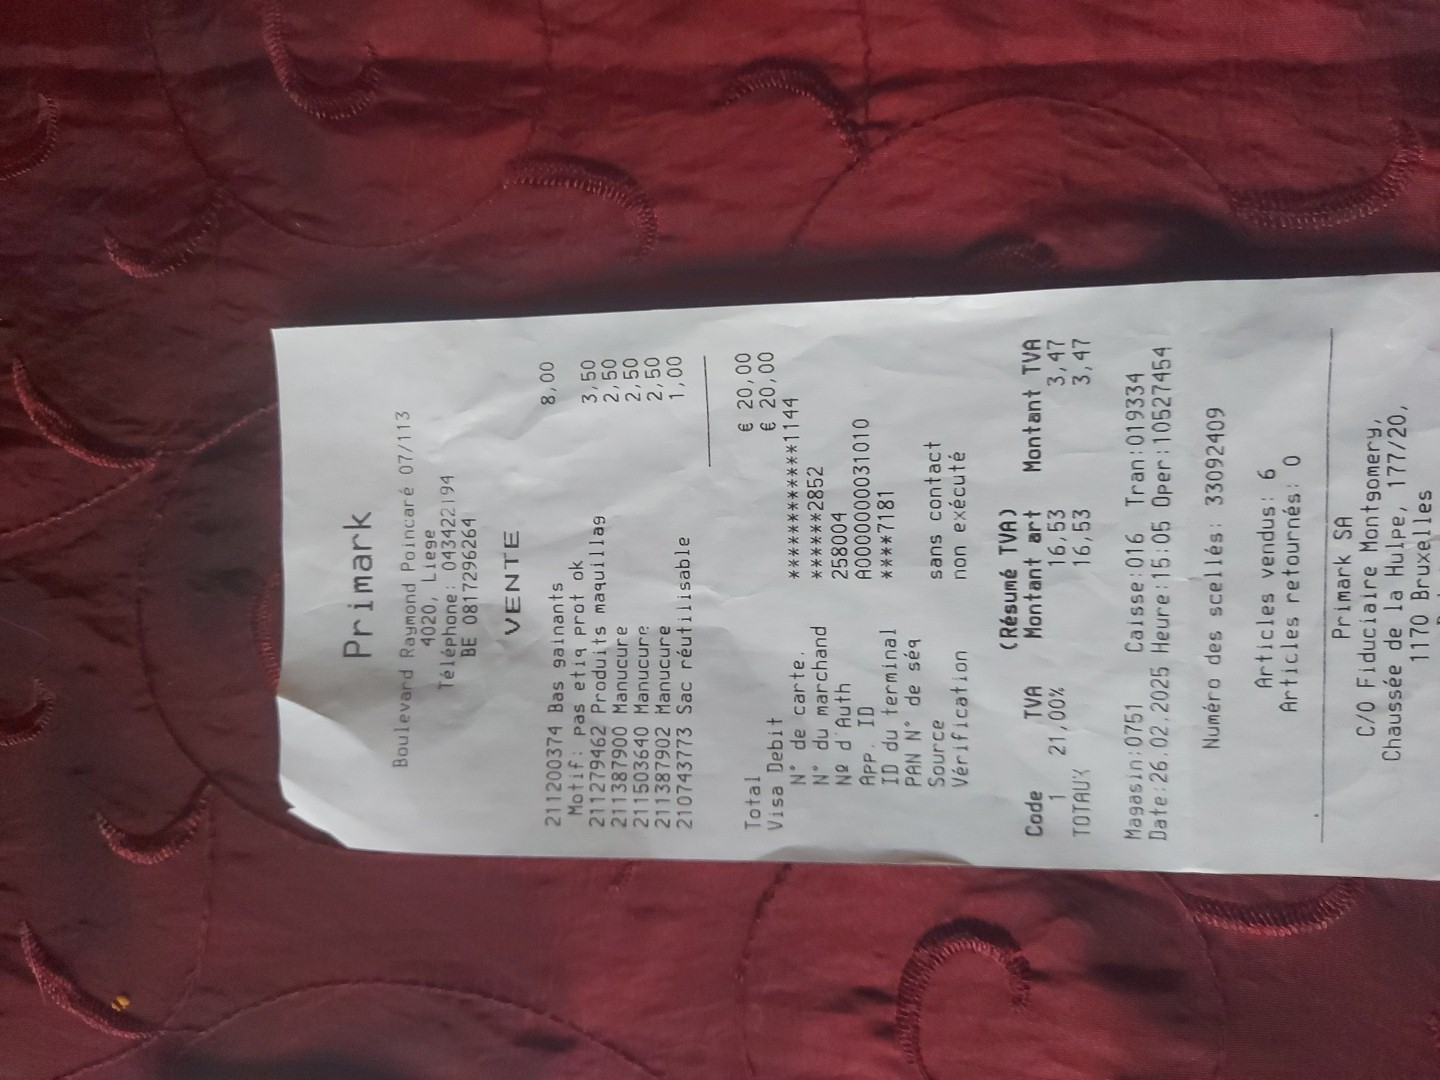 Primark
Boulevard Raymond Poincaré 07/113
4020, Liege
Téléphone: 043422194
BE 0817296264
VENTE
211200374 Bas gainants 8,00
Motif: pas etiq prot ok
211279462 Produits maquillag 3,50
211387900 Manucure 2,50
211503640 Manucure 2,50
211387902 Manucure 2,50
210743773 Sac réutilisable 1,00
Total € 20,00
Visa Debit € 20,00
N° de carte. ************1144
N° du marchand ******2852
Nº d'Auth 258004
APP. ID A0000000031010
ID du terminal ****7181
PAN N° de séq
Source sans contact
Vérification non exécuté
(Résumé TVA)
Code TVA Montant art Montant TVA
1 21,00% 16,53 3,47
TOTAUX 16,53 3,47
Magasin:0751 Caisse:016 Tran:019334
Date:26.02.2025 Heure:15:05 Oper:10527454
Numéro des scellés: 33092409
Articles vendus: 6
Articles retournés: 0
Primark SA
C/O Fiduciaire Montgomery,
Chaussée de la Hulpe, 177/20,
1170 Bruxelles